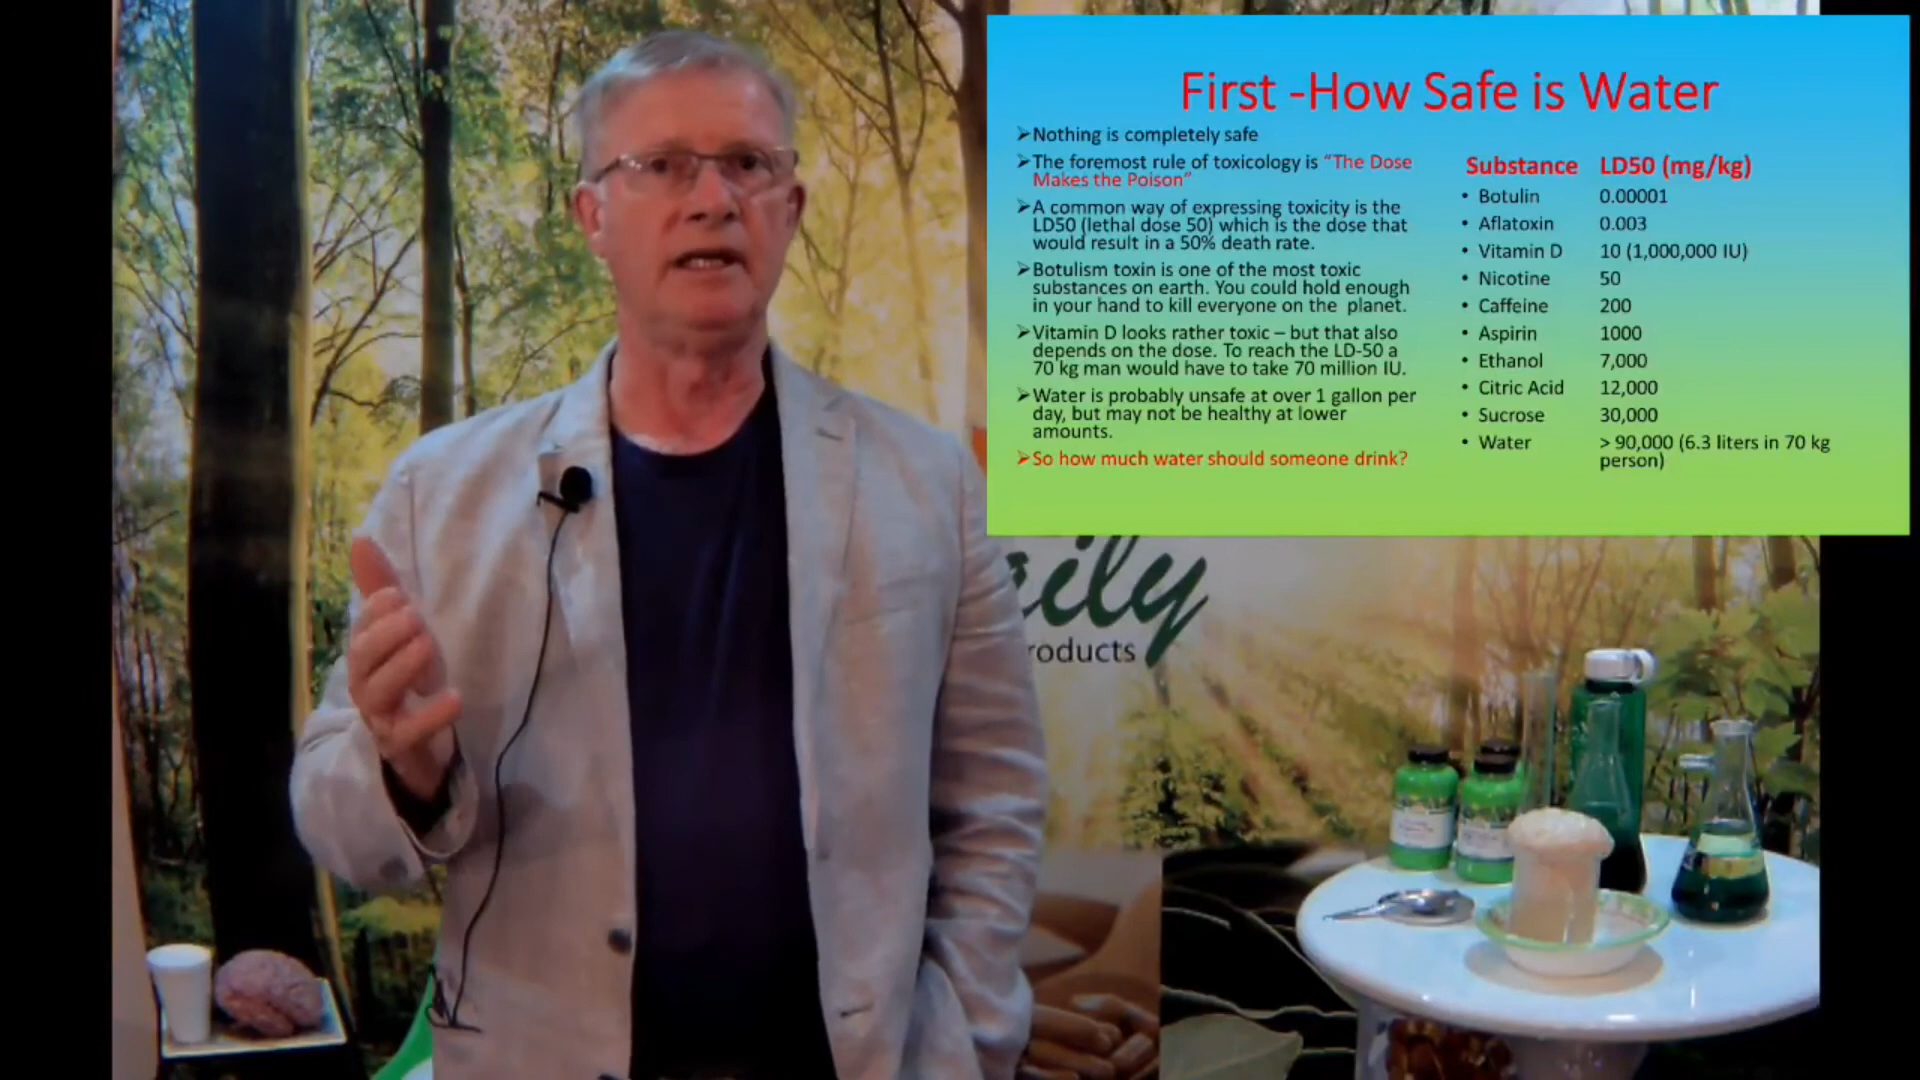 First -How Safe is Water
➢Nothing is completely safe
➢The foremost rule of toxicology is “The Dose
Makes the Poison”
➢A common way of expressing toxicity is the
LD50 (lethal dose 50) which is the dose that
would result in a 50% death rate.
➢Botulism toxin is one of the most toxic
substances on earth. You could hold enough
in your hand to kill everyone on the planet.
➢Vitamin D looks rather toxic – but that also
depends on the dose. To reach the LD-50 a
70 kg man would have to take 70 million IU.
➢Water is probably unsafe at over 1 gallon per
day, but may not be healthy at lower
amounts.
➢So how much water should someone drink?
Substance LD50 (mg/kg)
• Botulin 0.00001
• Aflatoxin 0.003
• Vitamin D 10 (1,000,000 IU)
• Nicotine 50
• Caffeine 200
• Aspirin 1000
• Ethanol 7,000
• Citric Acid 12,000
• Sucrose 30,000
• Water > 90,000 (6.3 liters in 70 kg
person)
ily
roducts